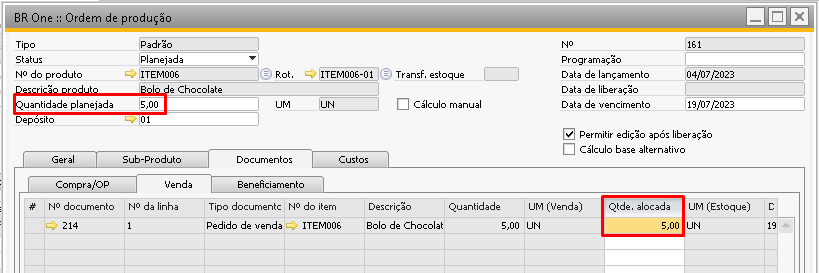 BR One :: Ordem de produção
Tipo Padrão Nº 161
Status Planejada Programação
Nº do produto ITEM006 Rot. ITEM006-01 Transf. estoque Data de lançamento 04/07/2023
Descrição produto Bolo de Chocolate Data de liberação
Quantidade planejada 5,00 UM UN Cálculo manual Data de vencimento 19/07/2023
Depósito 01
Permitir edição após liberação
Cálculo base alternativo
Geral Sub-Produto Documentos Custos
Compra/OP Venda Beneficiamento
# Nº documento Nº da linha Tipo documentc Nº do item Descrição Quantidade UM (Venda) Qtde. alocada UM (Estoque) D
214 1 Pedido de venda ITEM006 Bolo de Chocolat 5,00 UN 5,00 UN 19